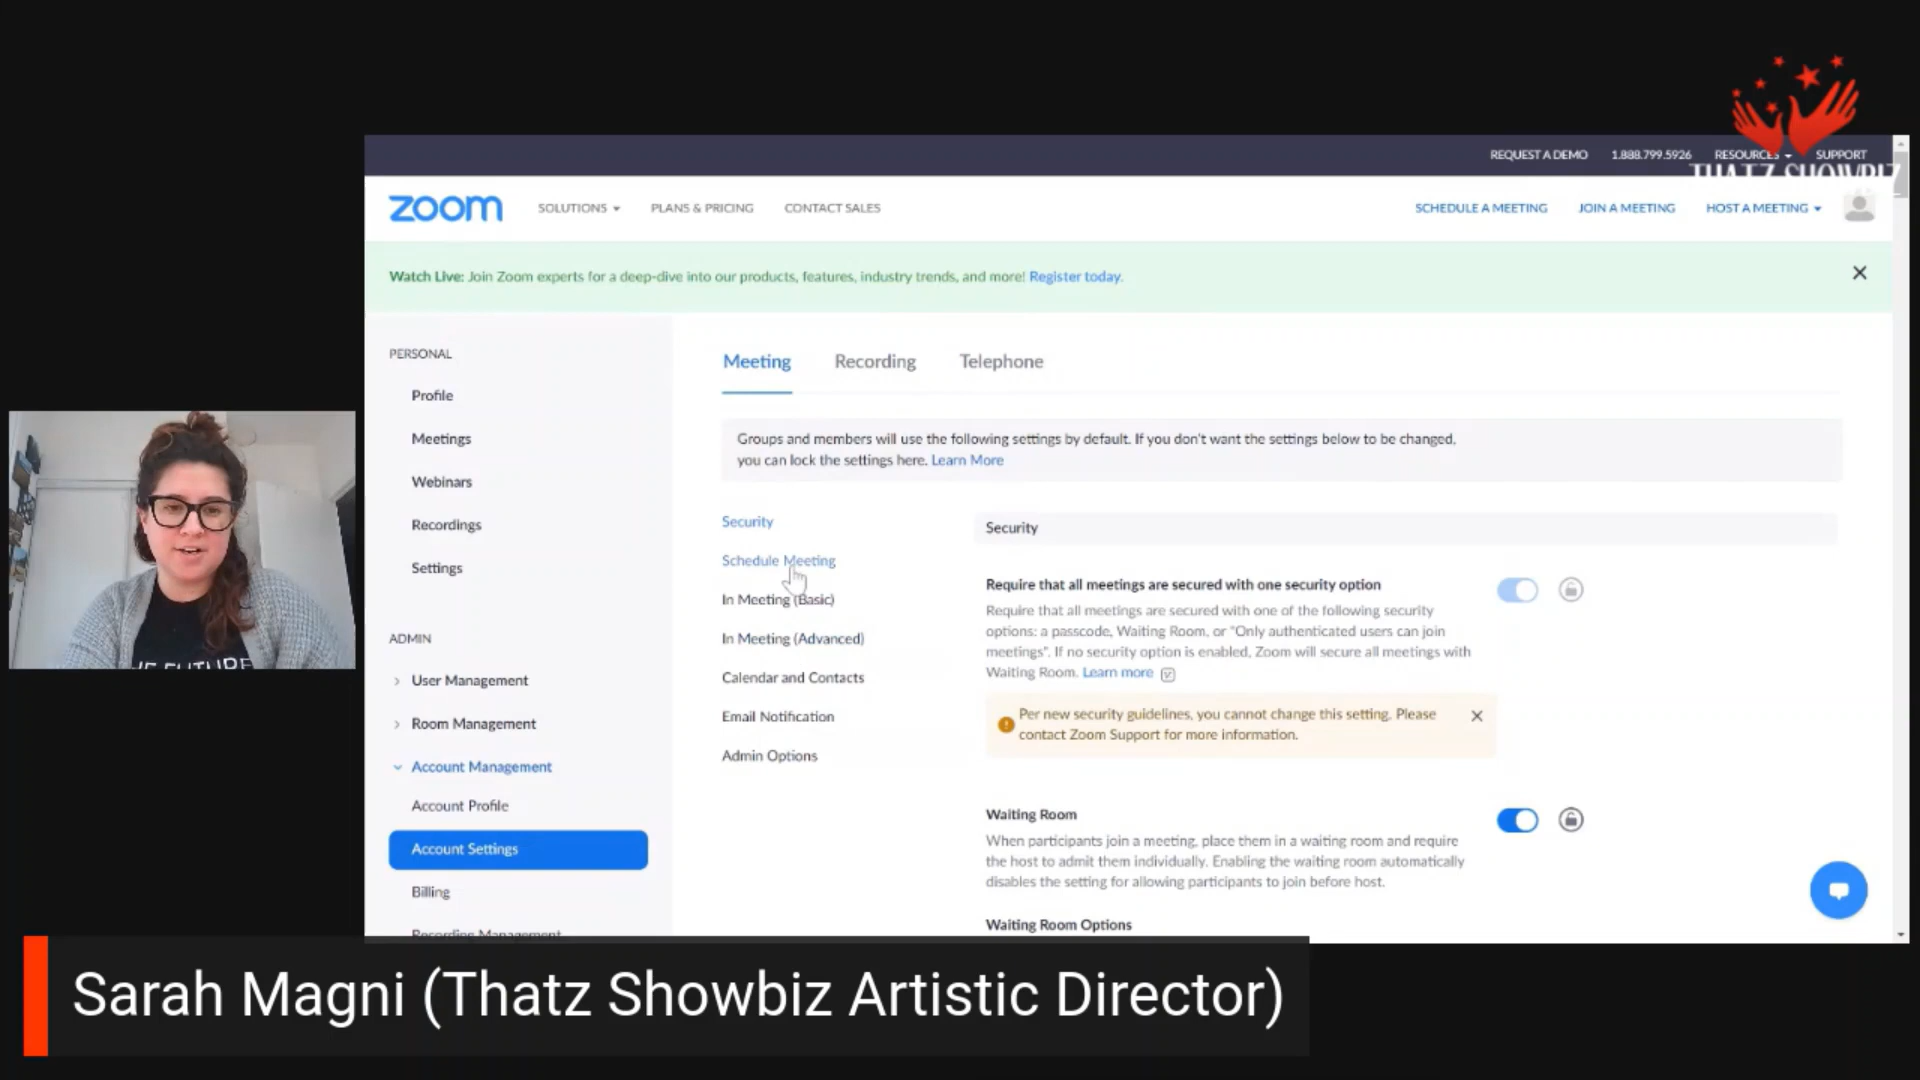 REQUEST A DEMO 1.888.799.5926 RESOURCES SUPPORT
THATZ SHOWBIZ
zoom SOLUTIONS PLANS & PRICING CONTACT SALES SCHEDULE A MEETING JOIN A MEETING HOST A MEETING
Watch Live: Join Zoom experts for a deep-dive into our products, features, industry trends, and more! Register today.
PERSONAL
Profile
Meetings
Webinars
Recordings
Settings
ADMIN
User Management
Room Management
Account Management
Account Profile
Account Settings
Billing
Recording Management
Meeting Recording Telephone
Groups and members will use the following settings by default. If you don't want the settings below to be changed,
you can lock the settings here. Learn More
Security
Schedule Meeting
In Meeting (Basic)
In Meeting (Advanced)
Calendar and Contacts
Email Notification
Admin Options
Security
Require that all meetings are secured with one security option
Require that all meetings are secured with one of the following security
options: a passcode, Waiting Room, or "Only authenticated users can join
meetings". If no security option is enabled, Zoom will secure all meetings with
Waiting Room. Learn more
Per new security guidelines, you cannot change this setting. Please
contact Zoom Support for more information.
Waiting Room
When participants join a meeting, place them in a waiting room and require
the host to admit them individually. Enabling the waiting room automatically
disables the setting for allowing participants to join before host.
Waiting Room Options
Sarah Magni (Thatz Showbiz Artistic Director)